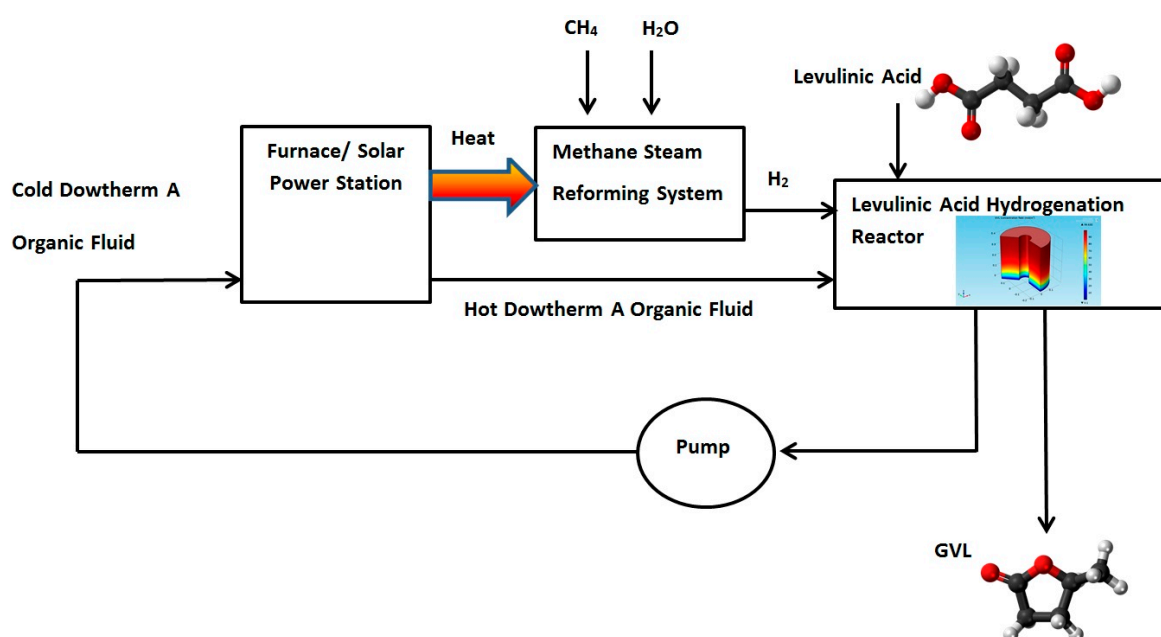 CH₄
H₂O
Levulinic Acid
Furnace/ Solar
Power Station
Heat
Methane Steam
Reforming System
H₂
Cold Dowtherm A
Organic Fluid
Levulinic Acid Hydrogenation
Reactor
Hot Dowtherm A Organic Fluid
Pump
GVL